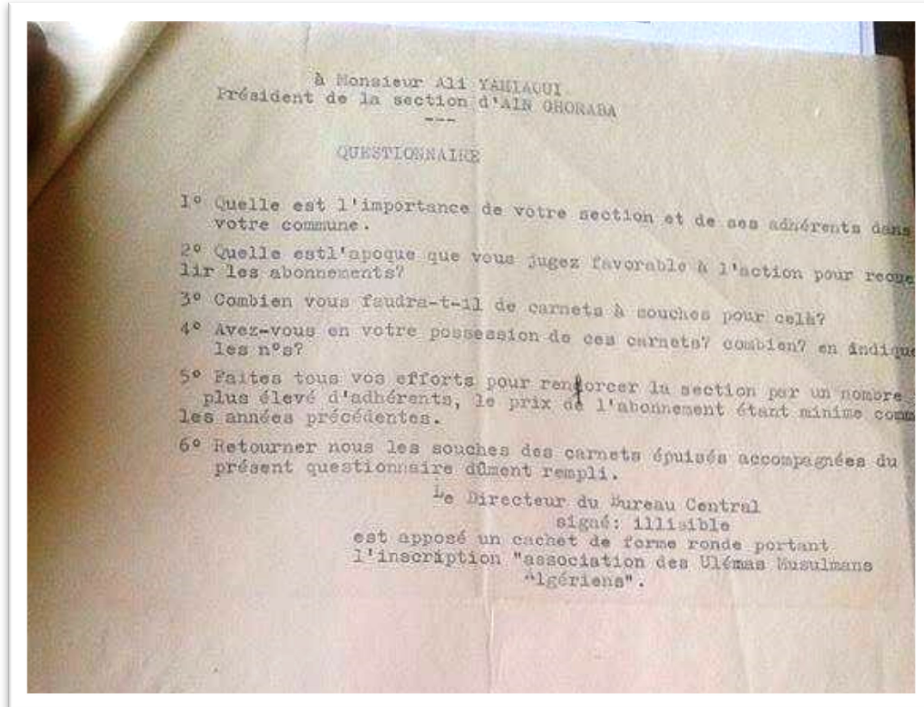 à Monsieur Ali YAHIAOUI
Président de la section d'AIN GHORABA
---
QUESTIONNAIRE
1° Quelle est l'importance de votre section et de ses adhérents dans
votre commune.
2° Quelle estl'apoque que vous jugez favorable à l'action pour recue
lir les abonnements?
3° Combien vous faudra-t-il de carnets à souches pour celà?
4° Avez-vous en votre possession de ces carnets? combien? en indique
les n°s?
5° Faites tous vos efforts pour renforcer la section par un nombre
plus élevé d'adhérents, le prix de l'abonnement étant minime comm
les années précédentes.
6° Retourner nous les souches des carnets épuisés accompagnées du
présent questionnaire dûment rempli.
Le Directeur du Bureau Central
signé: illisible
est apposé un cachet de forme ronde portant
l'inscription "association des Ulémas Musulmans
Algériens".